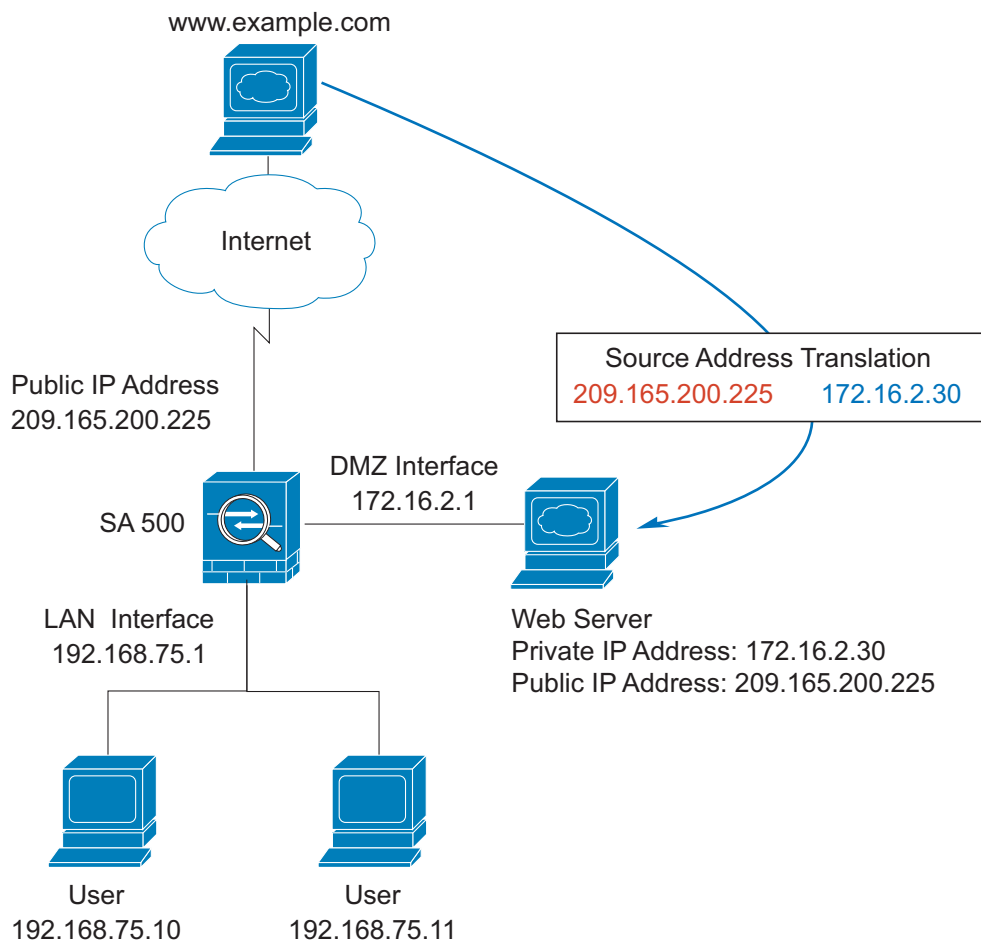 www.example.com
Internet
Public IP Address
209.165.200.225
Source Address Translation
209.165.200.225 172.16.2.30
DMZ Interface
172.16.2.1
SA 500
LAN Interface
192.168.75.1
Web Server
Private IP Address: 172.16.2.30
Public IP Address: 209.165.200.225
User
192.168.75.10
User
192.168.75.11